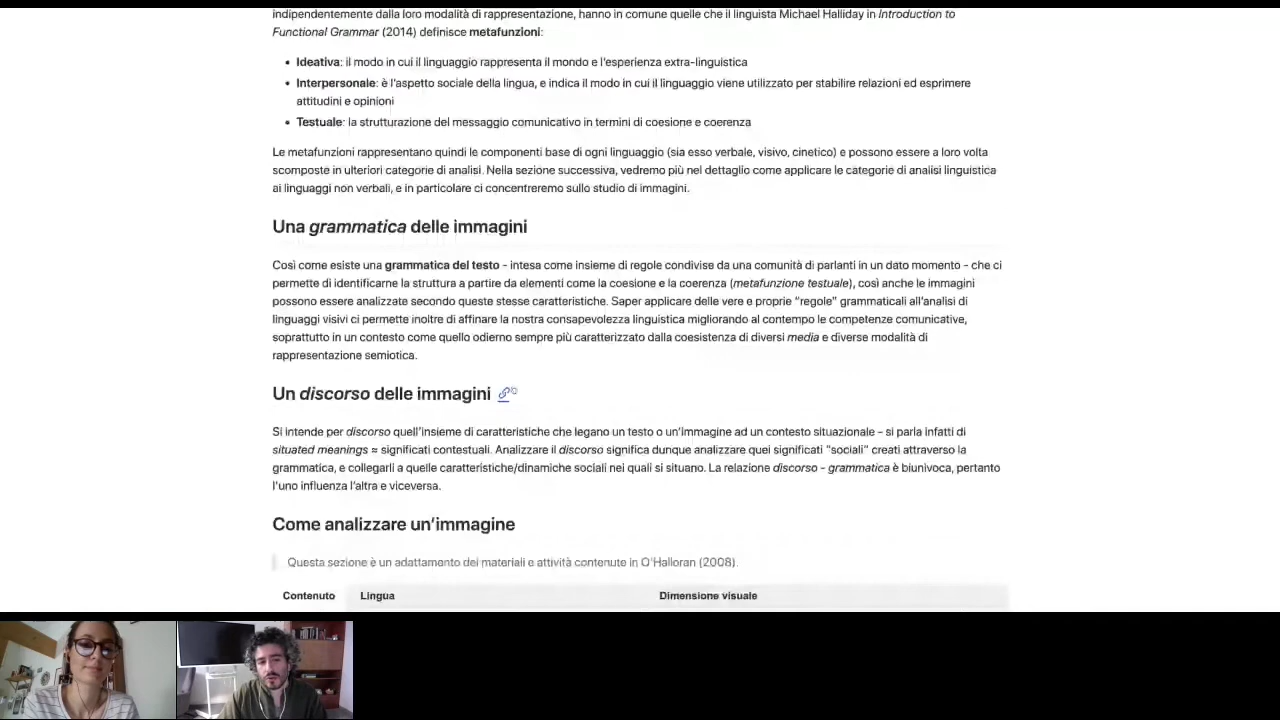 indipendentemente dalla loro modalità di rappresentazione, hanno in comune quelle che il linguista Michael Halliday in Introduction to
Functional Grammar (2014) definisce metafunzioni:
• Ideativa: il modo in cui il linguaggio rappresenta il mondo e l'esperienza extra-linguistica
• Interpersonale: è l'aspetto sociale della lingua, e indica il modo in cui il linguaggio viene utilizzato per stabilire relazioni ed esprimere
attitudini e opinioni
• Testuale: la strutturazione del messaggio comunicativo in termini di coesione e coerenza
Le metafunzioni rappresentano quindi le componenti base di ogni linguaggio (sia esso verbale, visivo, cinetico) e possono essere a loro volta
scomposte in ulteriori categorie di analisi. Nella sezione successiva, vedremo più nel dettaglio come applicare le categorie di analisi linguistica
ai linguaggi non verbali, e in particolare ci concentreremo sullo studio di immagini.
Una grammatica delle immagini
Così come esiste una grammatica del testo - intesa come insieme di regole condivise da una comunità di parlanti in un dato momento - che ci
permette di identificarne la struttura a partire da elementi come la coesione e la coerenza (metafunzione testuale), così anche le immagini
possono essere analizzate secondo queste stesse caratteristiche. Saper applicare delle vere e proprie “regole” grammaticali all'analisi di
linguaggi visivi ci permette inoltre di affinare la nostra consapevolezza linguistica migliorando al contempo le competenze comunicative,
soprattutto in un contesto come quello odierno sempre più caratterizzato dalla coesistenza di diversi media e diverse modalità di
rappresentazione semiotica.
Un discorso delle immagini
Si intende per discorso quell'insieme di caratteristiche che legano un testo o un'immagine ad un contesto situazionale - si parla infatti di
situated meanings ≈ significati contestuali. Analizzare il discorso significa dunque analizzare quei significati “sociali” creati attraverso la
grammatica, e collegarli a quelle caratteristiche/dinamiche sociali nei quali si situano. La relazione discorso - grammatica è biunivoca, pertanto
l'uno influenza l'altra e viceversa.
Come analizzare un'immagine
Questa sezione è un adattamento dei materiali e attività contenute in O'Halloran (2008).
Contenuto Lingua Dimensione visuale